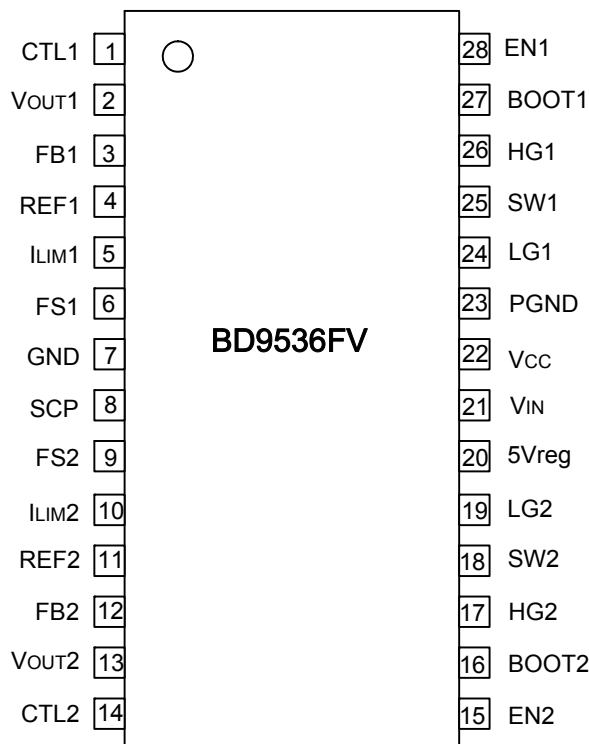 CTL1 1 28 EN1
VOUT1 2 27 BOOT1
FB1 3 26 HG1
REF1 4 25 SW1
ILIM1 5 24 LG1
FS1 6 23 PGND
BD9536FV
GND 7 22 VCC
SCP 8 21 VIN
FS2 9 20 5Vreg
ILIM2 10 19 LG2
REF2 11 18 SW2
FB2 12 17 HG2
VOUT2 13 16 BOOT2
CTL2 14 15 EN2